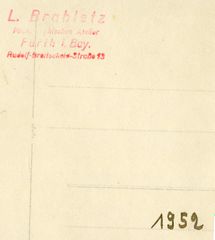 L. Brabletz
Atelier
Fürth i. Bay.
Rudolf-Breitscheid-Straße 13
1952